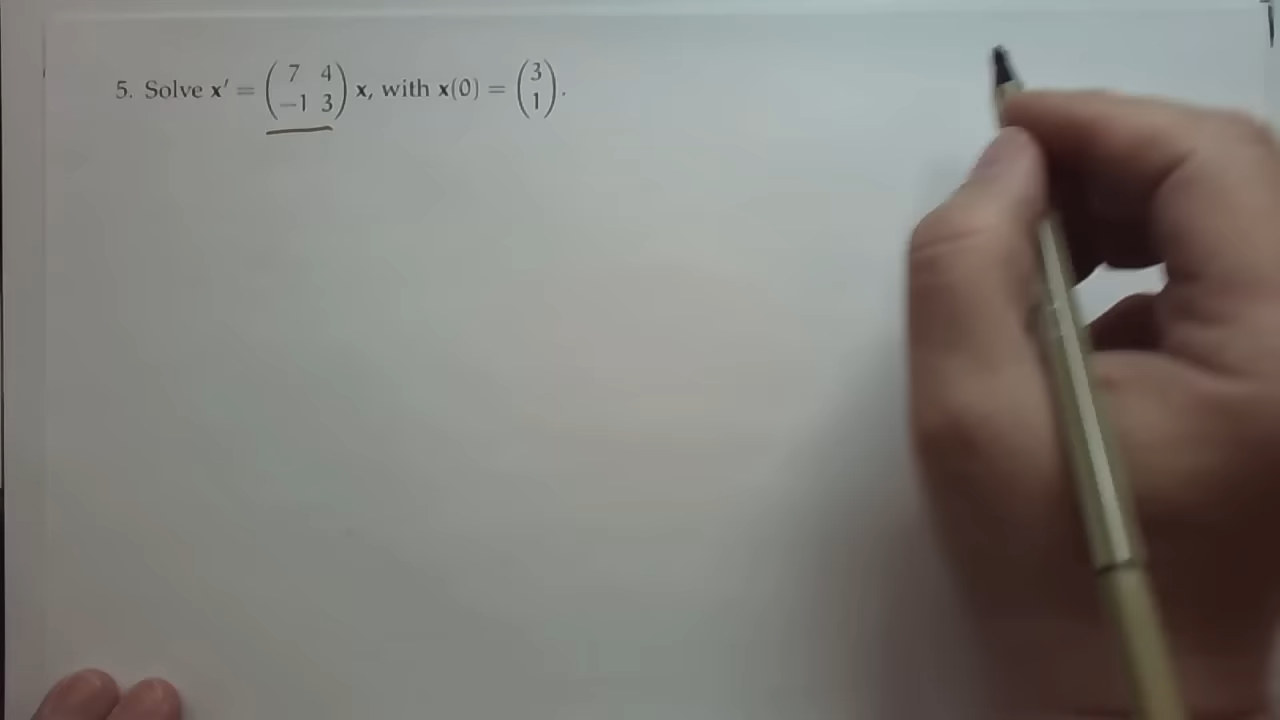 5. Solve x′ = ( 7 4 −1 3 ) x, with x(0) = ( 3 1 ).